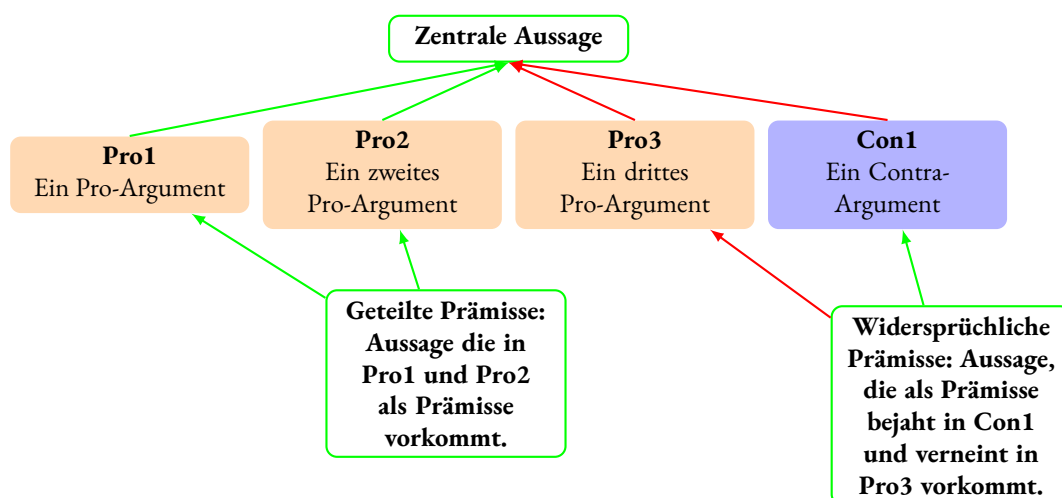 Zentrale Aussage
Pro1
Ein Pro-Argument
Pro2
Ein zweites
Pro-Argument
Pro3
Ein drittes
Pro-Argument
Con1
Ein Contra-
Argument
Geteilte Prämisse:
Aussage die in
Pro1 und Pro2
als Prämisse
vorkommt.
Widersprüchliche
Prämisse: Aussage,
die als Prämisse
bejaht in Con1
und verneint in
Pro3 vorkommt.